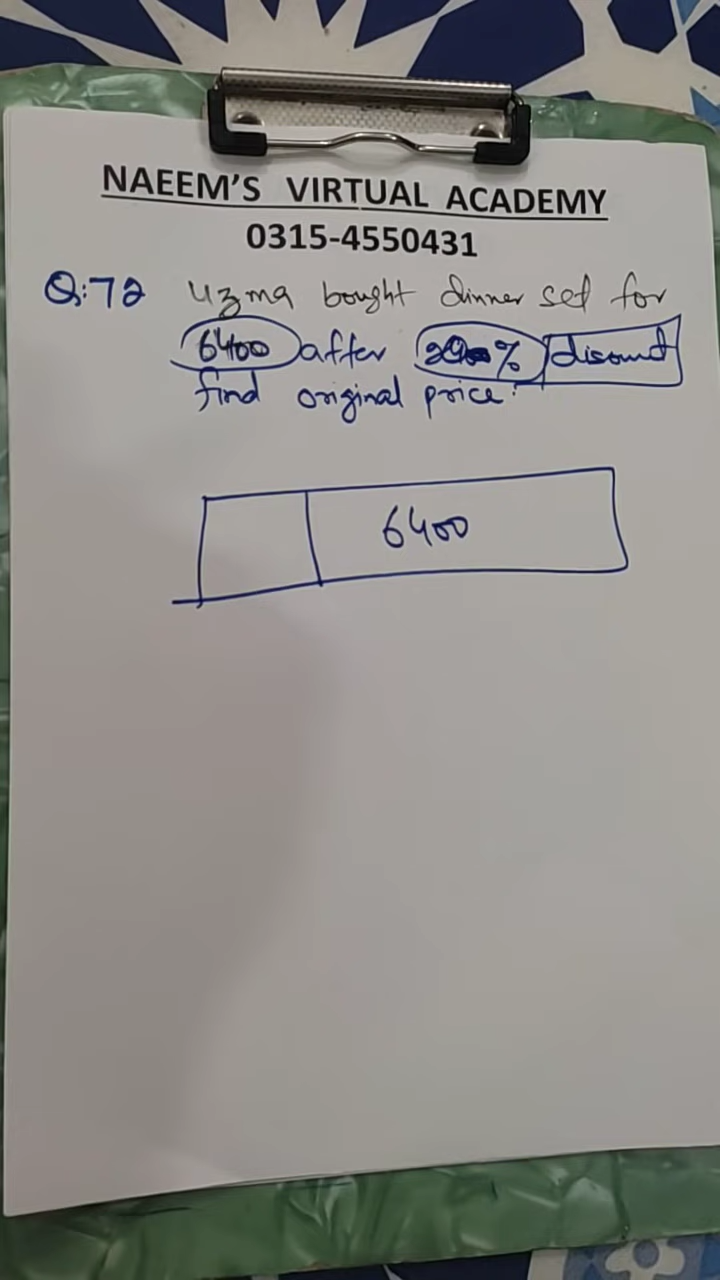 NAEEM'S VIRTUAL ACADEMY
0315-4550431
Q:72 Uzma bought dinner set for
6400 after % discount
find original price?
6400